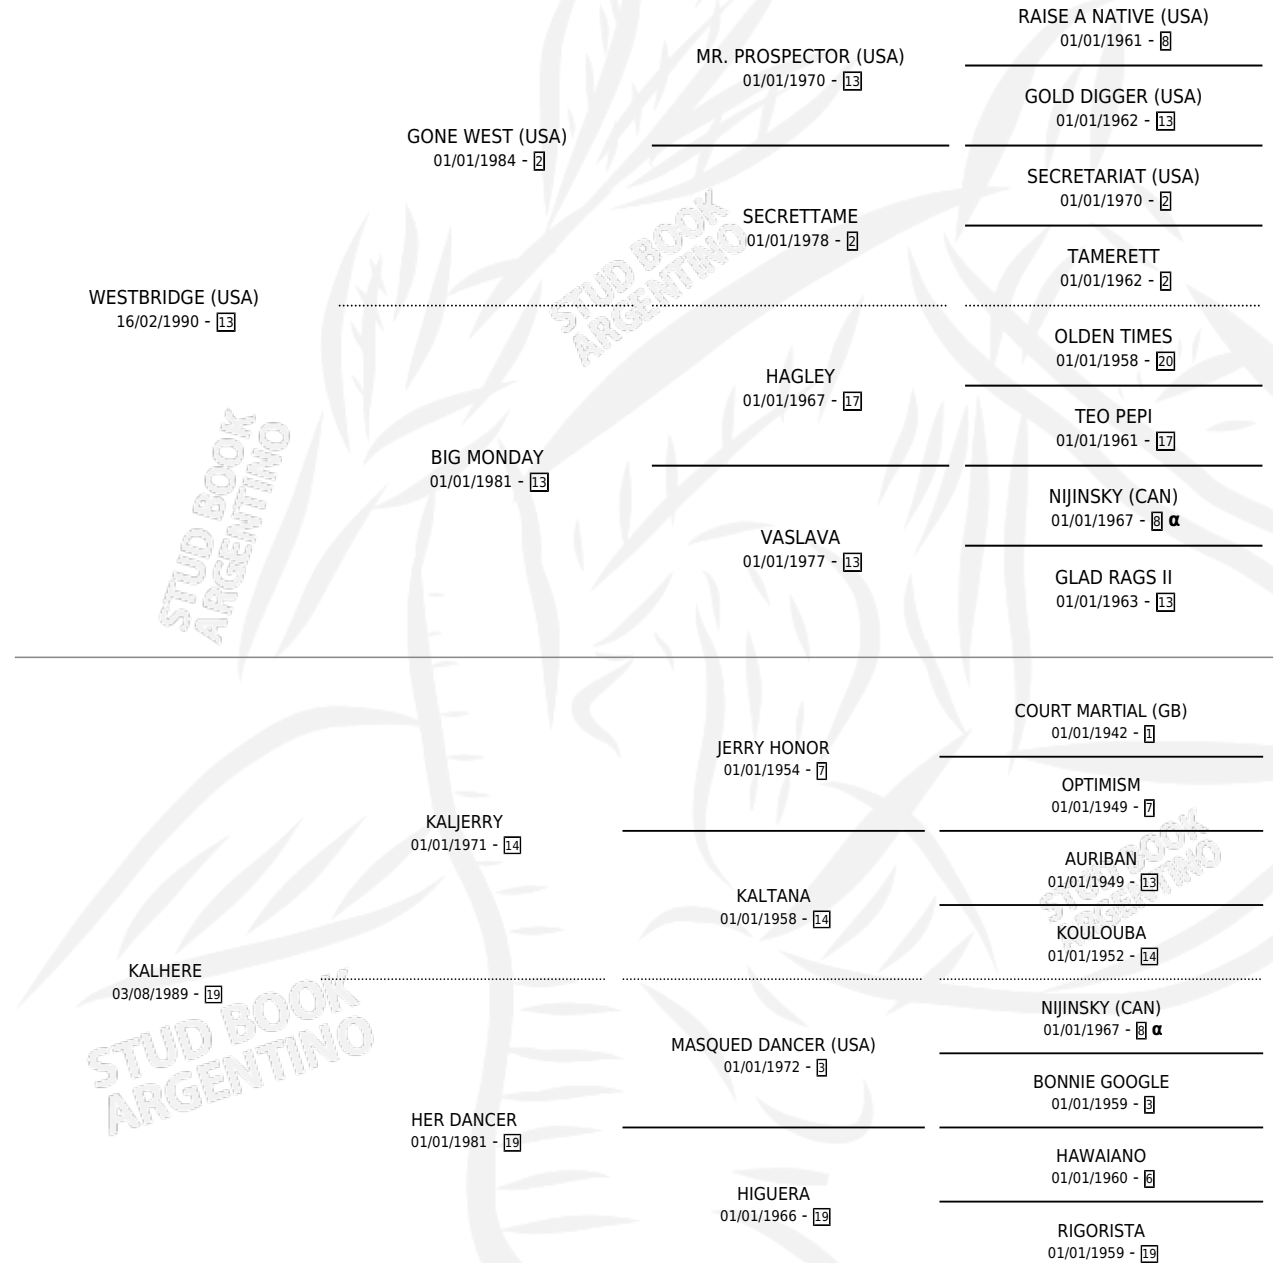 RAISE A NATIVE (USA)
01/01/1961 - 8
MR. PROSPECTOR (USA)
01/01/1970 - 13
GOLD DIGGER (USA)
01/01/1962 - 13
GONE WEST (USA)
01/01/1984 - 2
SECRETARIAT (USA)
01/01/1970 - 2
SECRETTAME
01/01/1978 - 2
TAMERETT
01/01/1962 - 2
WESTBRIDGE (USA)
16/02/1990 - 13
OLDEN TIMES
01/01/1958 - 20
HAGLEY
01/01/1967 - 17
TEO PEPI
01/01/1961 - 17
BIG MONDAY
01/01/1981 - 13
NIJINSKY (CAN)
01/01/1967 - 8 α
VASLAVA
01/01/1977 - 13
GLAD RAGS II
01/01/1963 - 13
COURT MARTIAL (GB)
01/01/1942 - 1
JERRY HONOR
01/01/1954 - 7
OPTIMISM
01/01/1949 - 7
KALJERRY
01/01/1971 - 14
AURIBAN
01/01/1949 - 13
KALTANA
01/01/1958 - 14
KOULOUBA
01/01/1952 - 14
KALHERE
03/08/1989 - 19
NIJINSKY (CAN)
01/01/1967 - 8 α
MASQUED DANCER (USA)
01/01/1972 - 3
BONNIE GOOGLE
01/01/1959 - 3
HER DANCER
01/01/1981 - 19
HAWAIANO
01/01/1960 - 6
HIGUERA
01/01/1966 - 19
RIGORISTA
01/01/1959 - 19
STUD BOOK
ARGENTINO
STUD BOOK
ARGENTINO
STUD BOOK
ARGENTINO
STUD BOOK
ARGENTINO